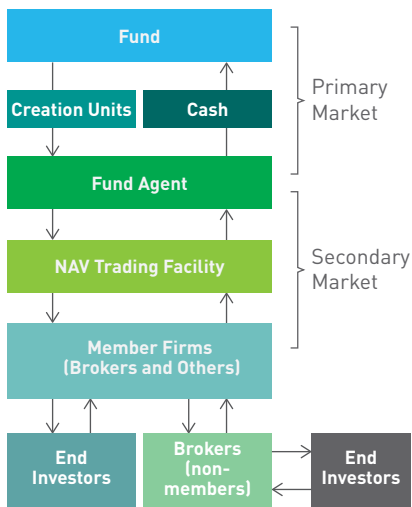 Fund
Creation Units
Cash
Primary
Market
Fund Agent
NAV Trading Facility
Secondary
Market
Member Firms
(Brokers and Others)
End
Investors
Brokers
(non-
members)
End
Investors